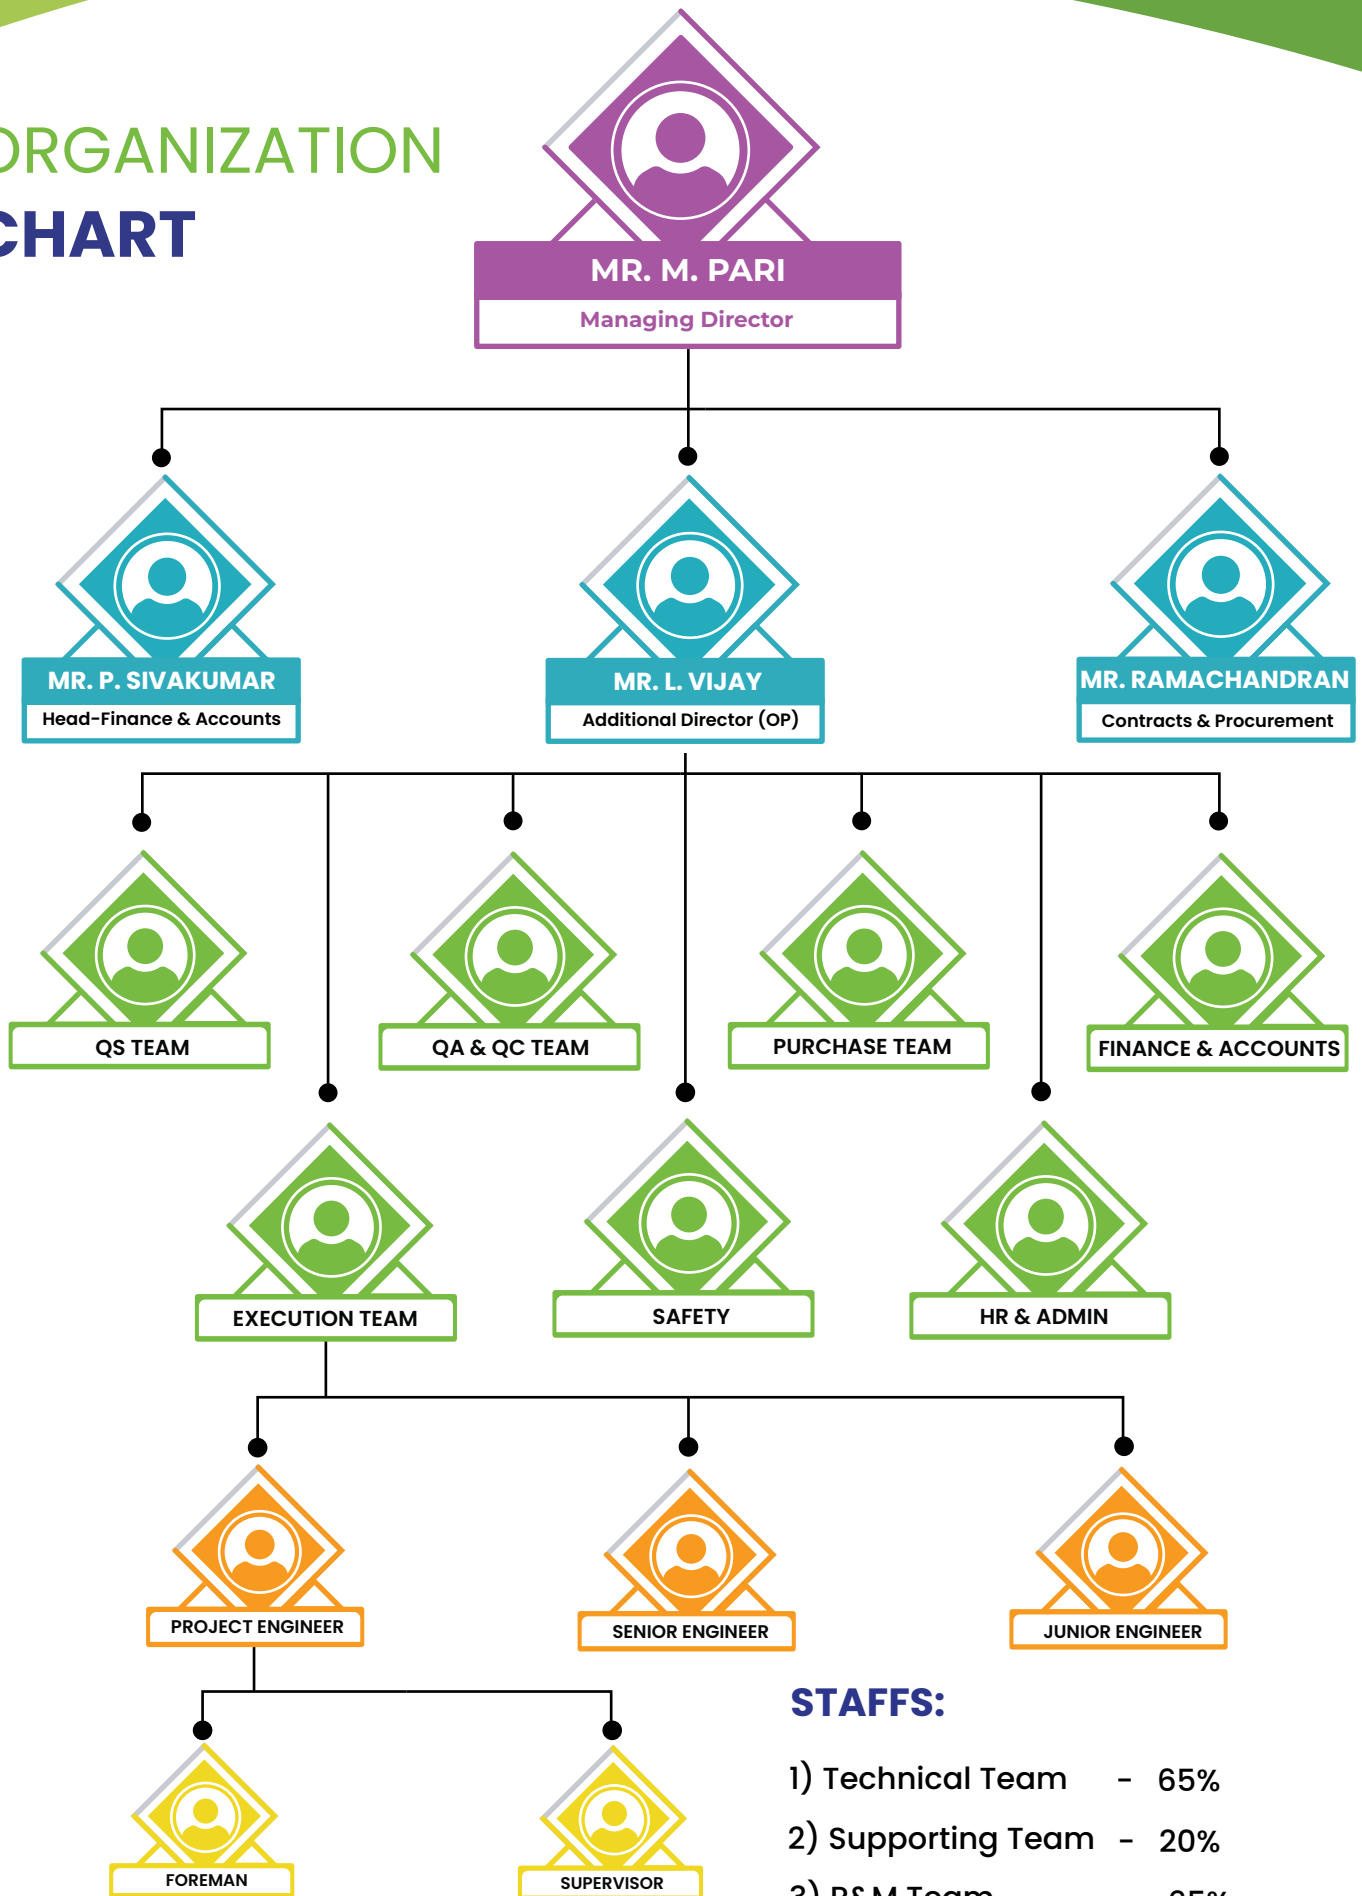 ORGANIZATION
CHART
MR. M. PARI
Managing Director
MR. P. SIVAKUMAR
Head-Finance & Accounts
MR. L. VIJAY
Additional Director (OP)
MR. RAMACHANDRAN
Contracts & Procurement
QS TEAM
QA & QC TEAM
PURCHASE TEAM
FINANCE & ACCOUNTS
EXECUTION TEAM
SAFETY
HR & ADMIN
PROJECT ENGINEER
SENIOR ENGINEER
JUNIOR ENGINEER
FOREMAN
SUPERVISOR
STAFFS:
1) Technical Team - 65%
2) Supporting Team - 20%
3) P&M Team